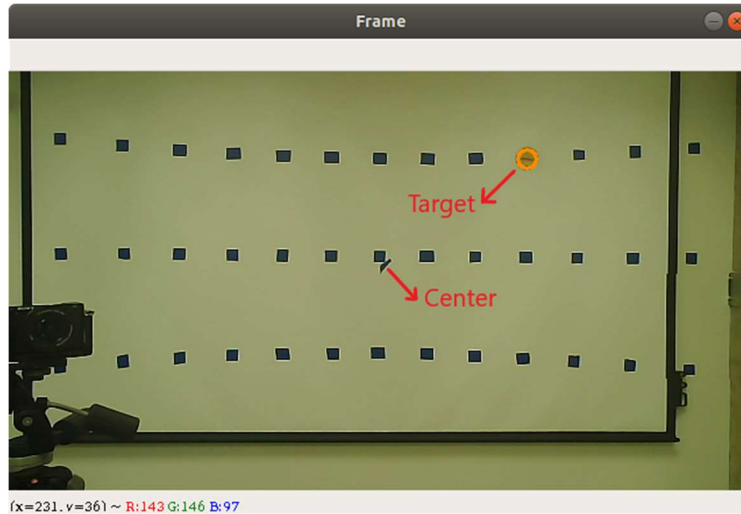 Frame
Target
Center
(x=231, y=36) ~ R:143 G:146 B:97